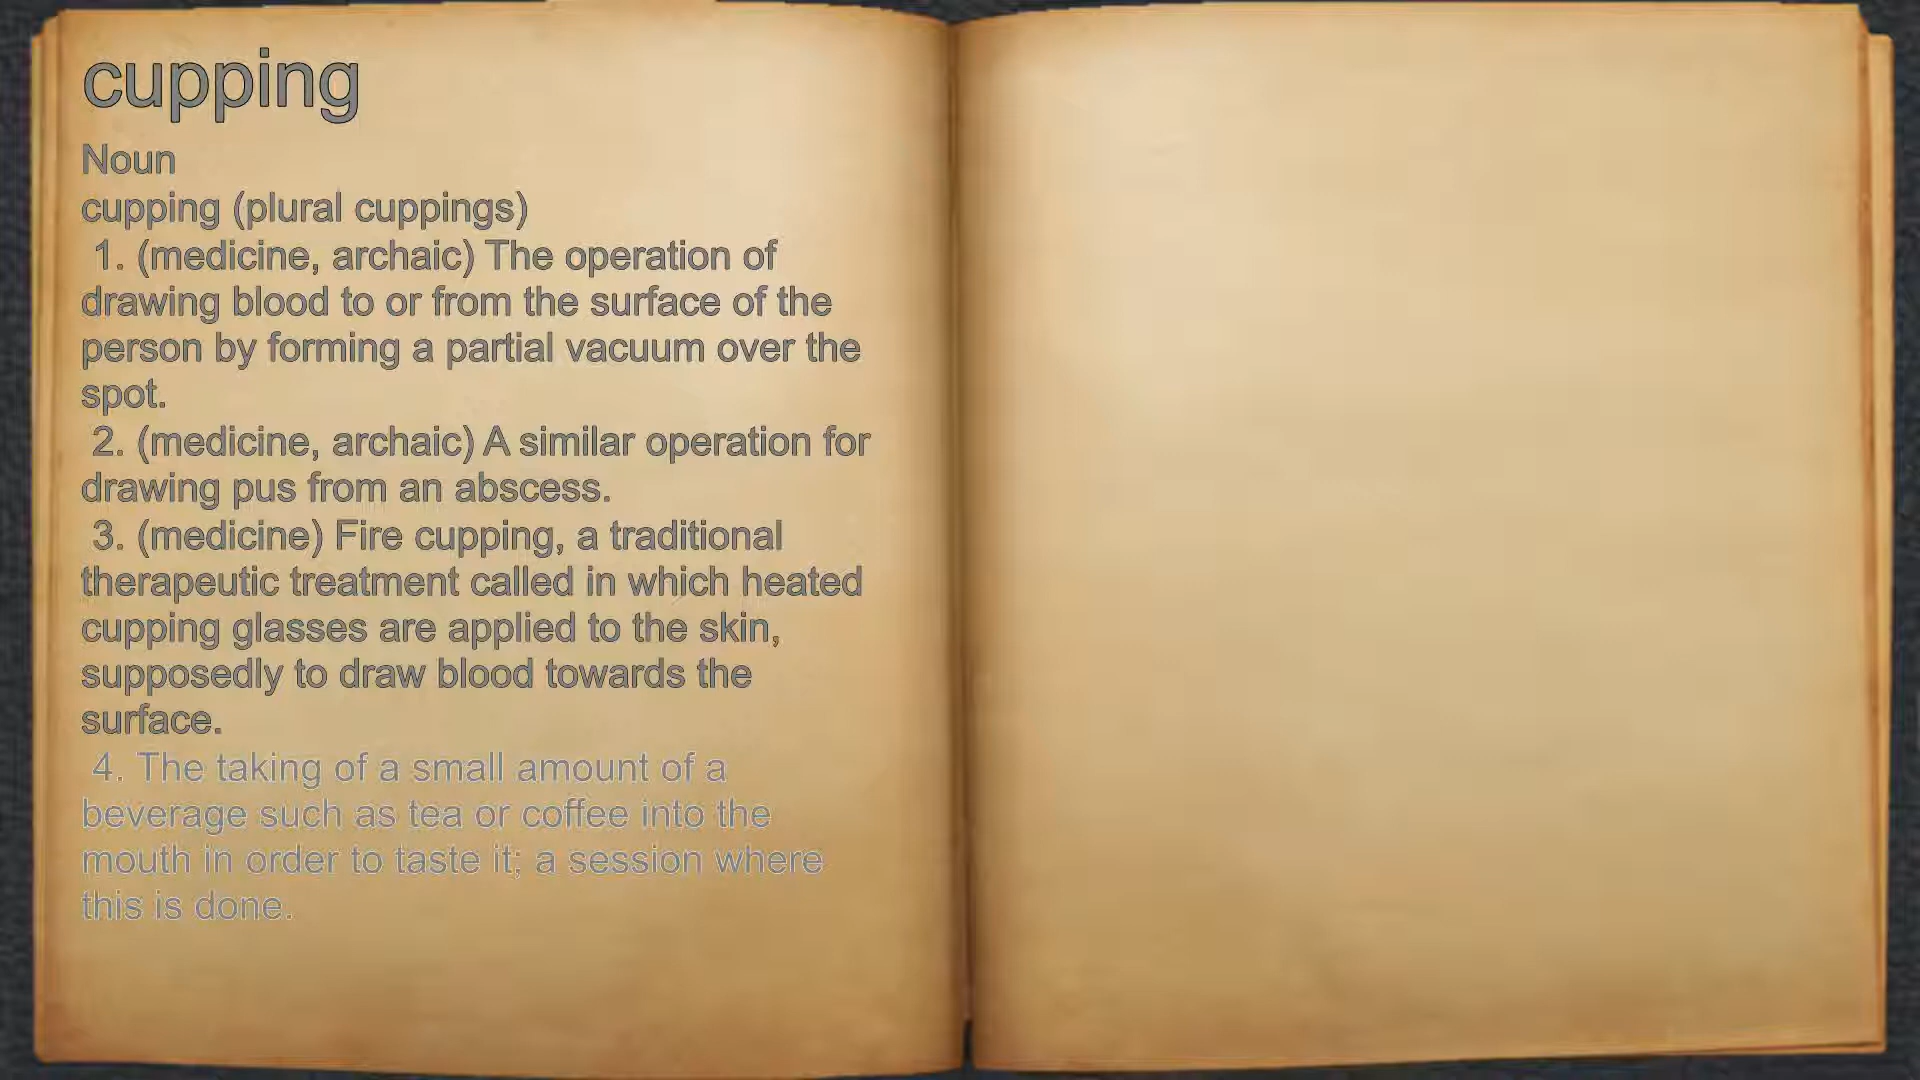 cupping
Noun
cupping (plural cuppings)
1. (medicine, archaic) The operation of
drawing blood to or from the surface of the
person by forming a partial vacuum over the
spot.
2. (medicine, archaic) A similar operation for
drawing pus from an abscess.
3. (medicine) Fire cupping, a traditional
therapeutic treatment called in which heated
cupping glasses are applied to the skin,
supposedly to draw blood towards the
surface.
4. The taking of a small amount of a
beverage such as tea or coffee into the
mouth in order to taste it; a session where
this is done.